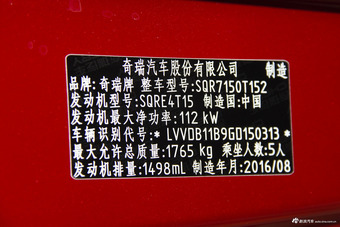 奇瑞汽车股份有限公司 制造
品牌:奇瑞牌 整车型号:SQR7150T152
发动机型号:SQRE4T15 制造国:中国
发动机最大净功率:112 kW
车辆识别代号:*LVVDB11B9GD150313*
最大允许总质量:1765 kg 乘坐人数:5人
发动机排量:1498mL 制造年月:2016/08